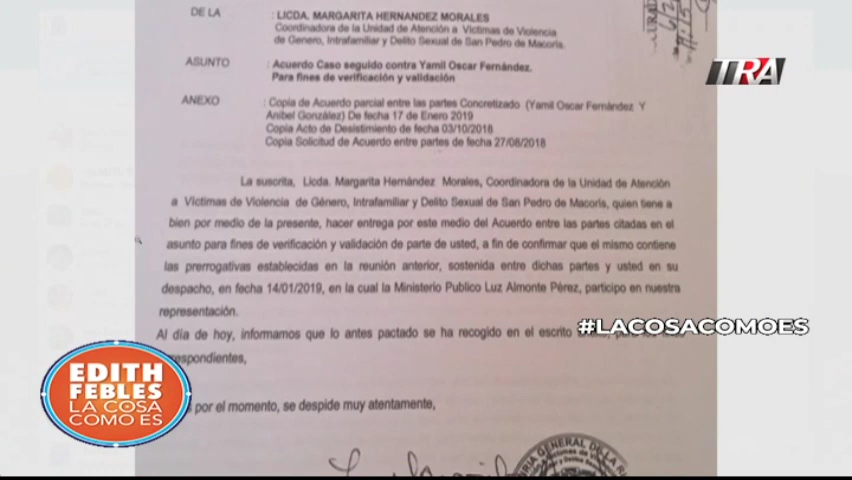 DE LA : LICDA. MARGARITA HERNANDEZ MORALES
Coordinadora de la Unidad de Atención a Víctimas de Violencia
de Genero, Intrafamiliar y Delito Sexual de San Pedro de Macorís.
ASUNTO : Acuerdo Caso seguido contra Yamil Oscar Fernández.
Para fines de verificación y validación
ANEXO : Copia de Acuerdo parcial entre las partes Concretizado (Yamil Oscar Fernández Y
Anibel González) De fecha 17 de Enero 2019
Copia Acto de Desistimiento de fecha 03/10/2018
Copia Solicitud de Acuerdo entre partes de fecha 27/08/2018
La suscrita, Licda. Margarita Hernández Morales, Coordinadora de la Unidad de Atención
a Víctimas de Violencia de Género, Intrafamiliar y Delito Sexual de San Pedro de Macorís, quien tiene a
bien por medio de la presente, hacer entrega por este medio del Acuerdo entre las partes citadas en el
asunto para fines de verificación y validación de parte de usted, a fin de confirmar que el mismo contiene
las prerrogativas establecidas en la reunión anterior, sostenida entre dichas partes y usted en su
despacho, en fecha 14/01/2019, en la cual la Ministerio Publico Luz Almonte Pérez, participo en nuestra
representación.
Al día de hoy, informamos que lo antes pactado se ha recogido en el escrito
respondientes,
por el momento, se despide muy atentamente,
TRA
#LACOSACOMOES
EDITH
FEBLES
LA COSA
COMO ES
GENERAL DE LA